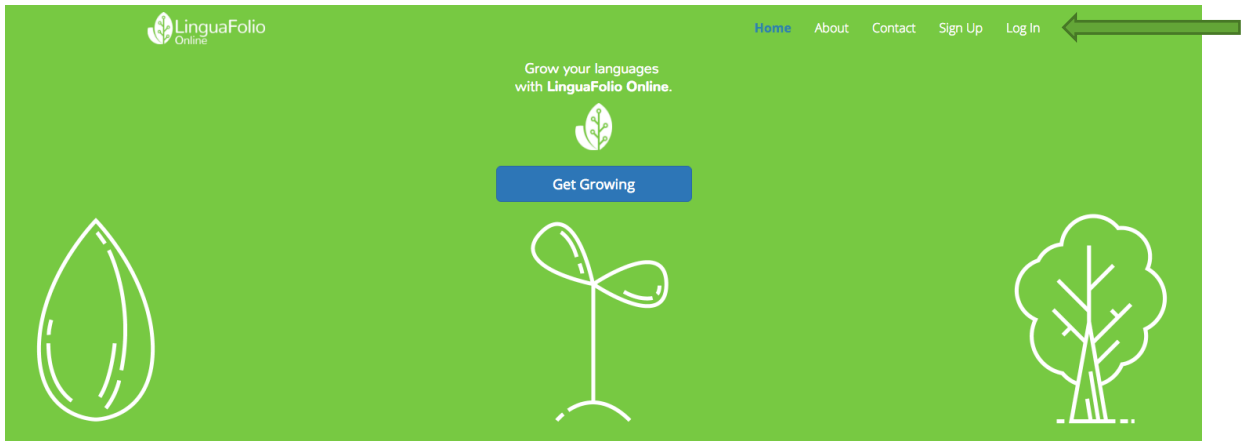 LinguaFolio
Online
Home About Contact Sign Up Log In
Grow your languages
with LinguaFolio Online.
Get Growing